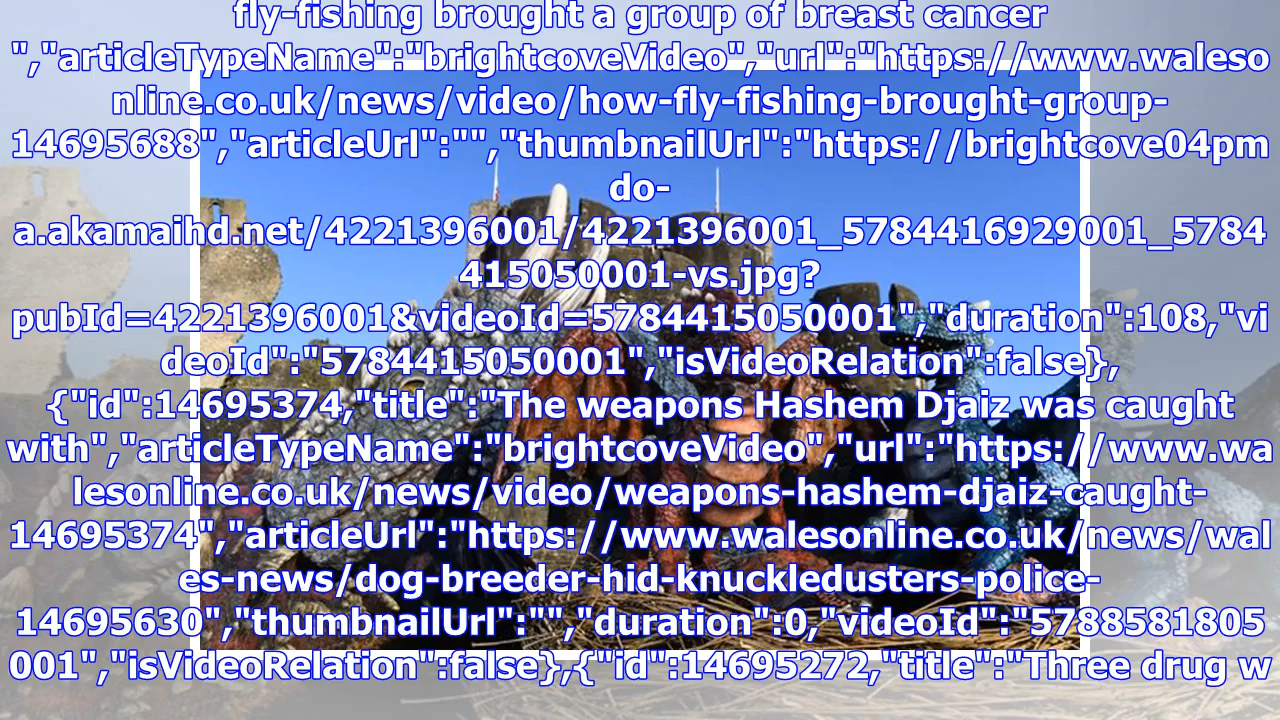 fly-fishing brought a group of breast cancer
","articleTypeName":"brightcoveVideo","url":"https://www.waleso
nline.co.uk/news/video/how-fly-fishing-brought-group-
14695688","articleUrl":"","thumbnailUrl":"https://brightcove04pm
do-
a.akamaihd.net/4221396001/4221396001_5784416929001_5784
415050001-vs.jpg?
pubId=4221396001&videoId=5784415050001","duration":108,"vi
deoId":"5784415050001","isVideoRelation":false},
{"id":14695374,"title":"The weapons Hashem Djaiz was caught
with","articleTypeName":"brightcoveVideo","url":"https://www.wa
lesonline.co.uk/news/video/weapons-hashem-djaiz-caught-
14695374","articleUrl":"https://www.walesonline.co.uk/news/wal
es-news/dog-breeder-hid-knuckledusters-police-
14695630","thumbnailUrl":"","duration":0,"videoId":"5788581805
001","isVideoRelation":false},{"id":14695272,"title":"Three drug w